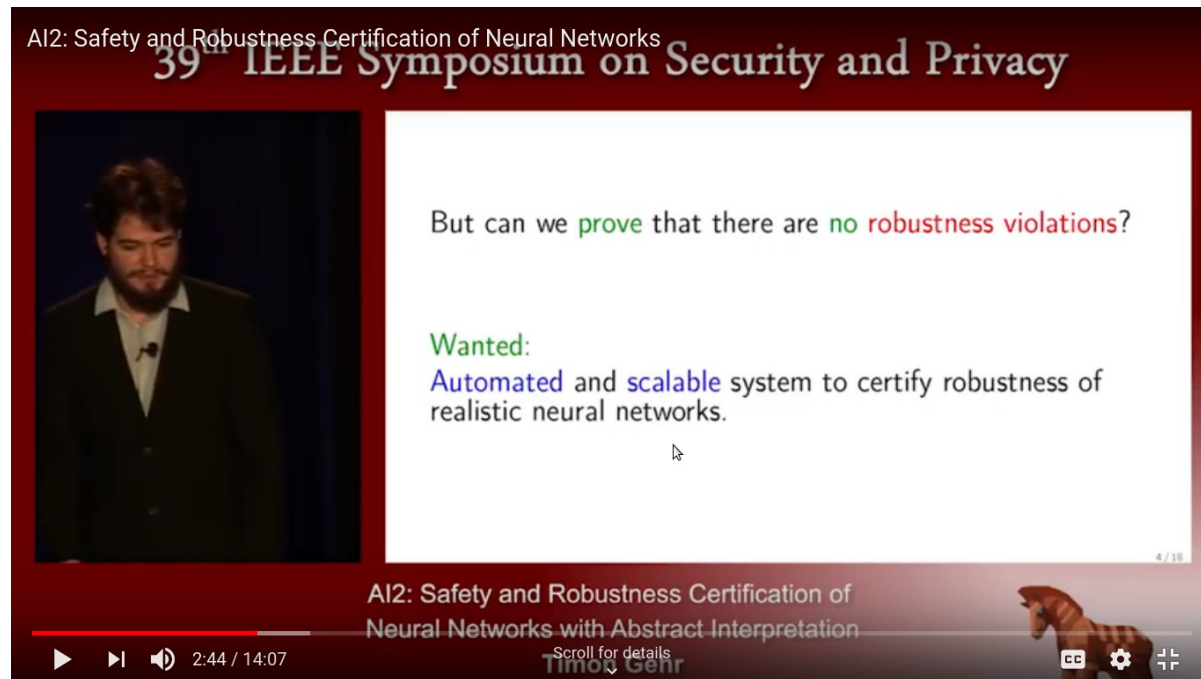 AI2: Safety and Robustness Certification of Neural Networks
39th IEEE Symposium on Security and Privacy
But can we prove that there are no robustness violations?
Wanted:
Automated and scalable system to certify robustness of
realistic neural networks.
4 / 18
AI2: Safety and Robustness Certification of
Neural Networks with Abstract Interpretation
Timon Gehr
2:44 / 14:07
Scroll for details
CC